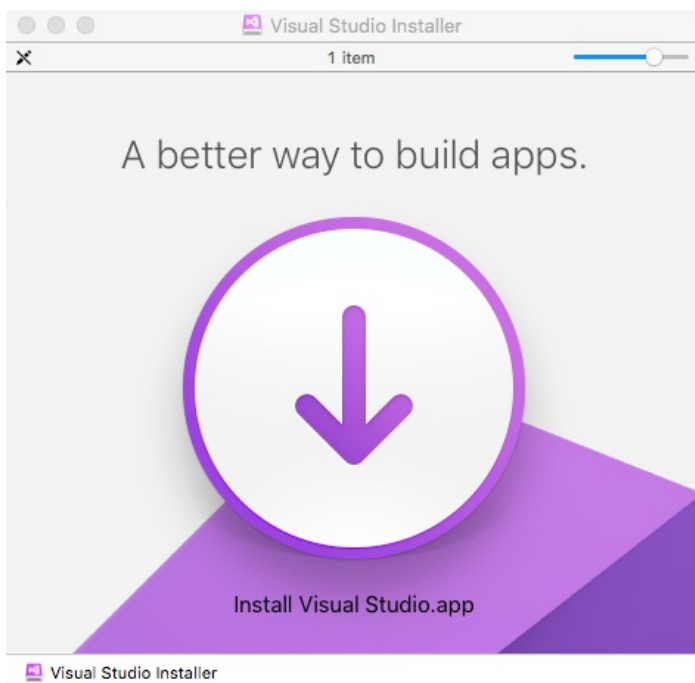 Visual Studio Installer
1 item
A better way to build apps.
Install Visual Studio.app
Visual Studio Installer